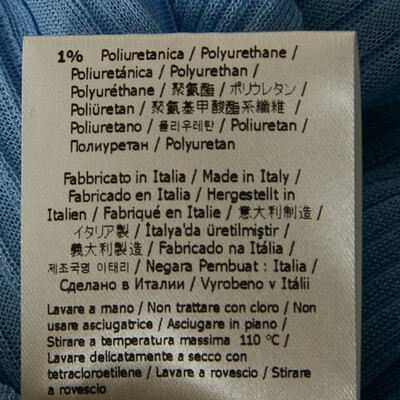 1% Poliuretanica / Polyurethane /
Poliuretánica / Polyurethan /
Polyuréthane / 聚氨酯 / ポリウレタン /
Poliüretan / 聚氨基甲酸酯系纖維 /
Poliuretano / 폴리우레탄 / Poliuretan /
Полиуретан / Polyuretan
Fabbricato in Italia / Made in Italy /
Fabricado en Italia / Hergestellt in
Italien / Fabriqué en Italie / 意大利制造 /
イタリア製 / İtalya'da üretilmiştir /
義大利製造 / Fabricado na Itália /
제조국명 이태리 / Negara Pembuat : Italia /
Сделано в Италии / Vyrobeno v Itálii
Lavare a mano / Non trattare con cloro / Non
usare asciugatrice / Asciugare in piano /
Stirare a temperatura massima 110 °C /
Lavare delicatamente a secco con
tetracloroetilene / Lavare a rovescio / Stirare
a rovescio